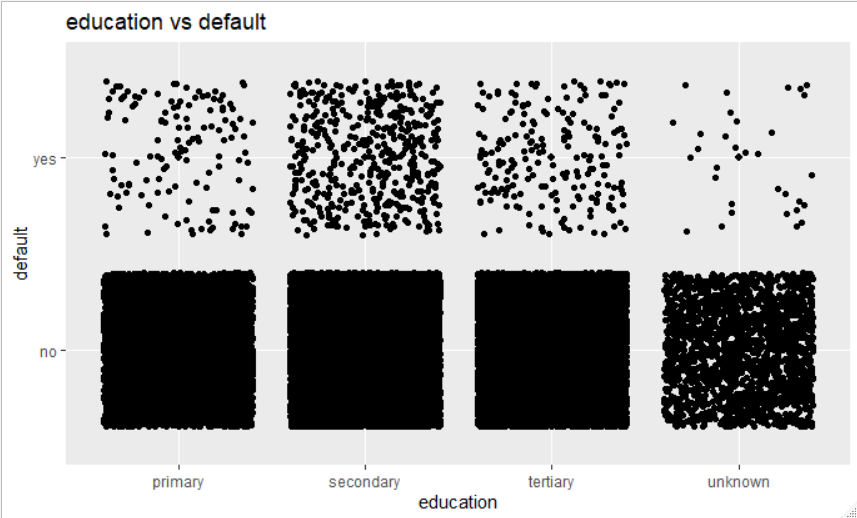 education vs default
yes
default
no
primary secondary tertiary unknown
education